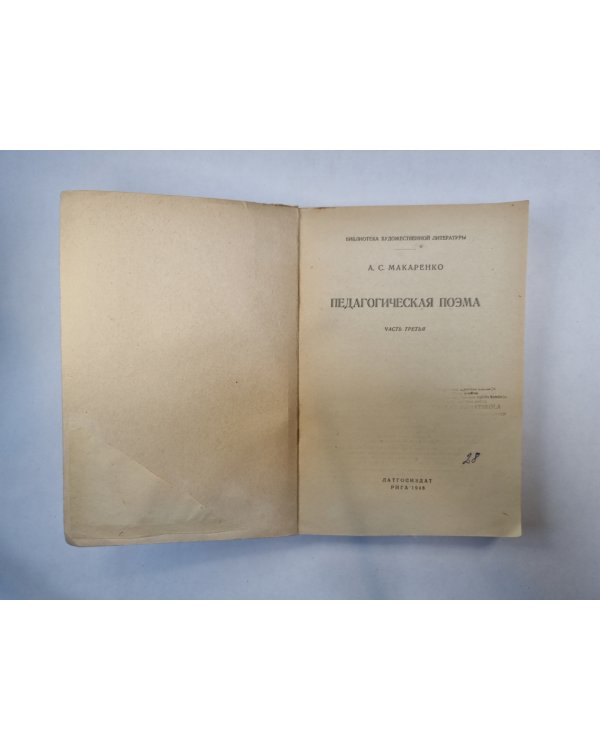 БИБЛИОТЕКА ХУДОЖЕСТВЕННОЙ ЛИТЕРАТУРЫ
А. С. МАКАРЕНКО
ПЕДАГОГИЧЕСКАЯ ПОЭМА
ЧАСТЬ ТРЕТЬЯ
28
ЛАТГОСИЗДАТ
РИГА 1948